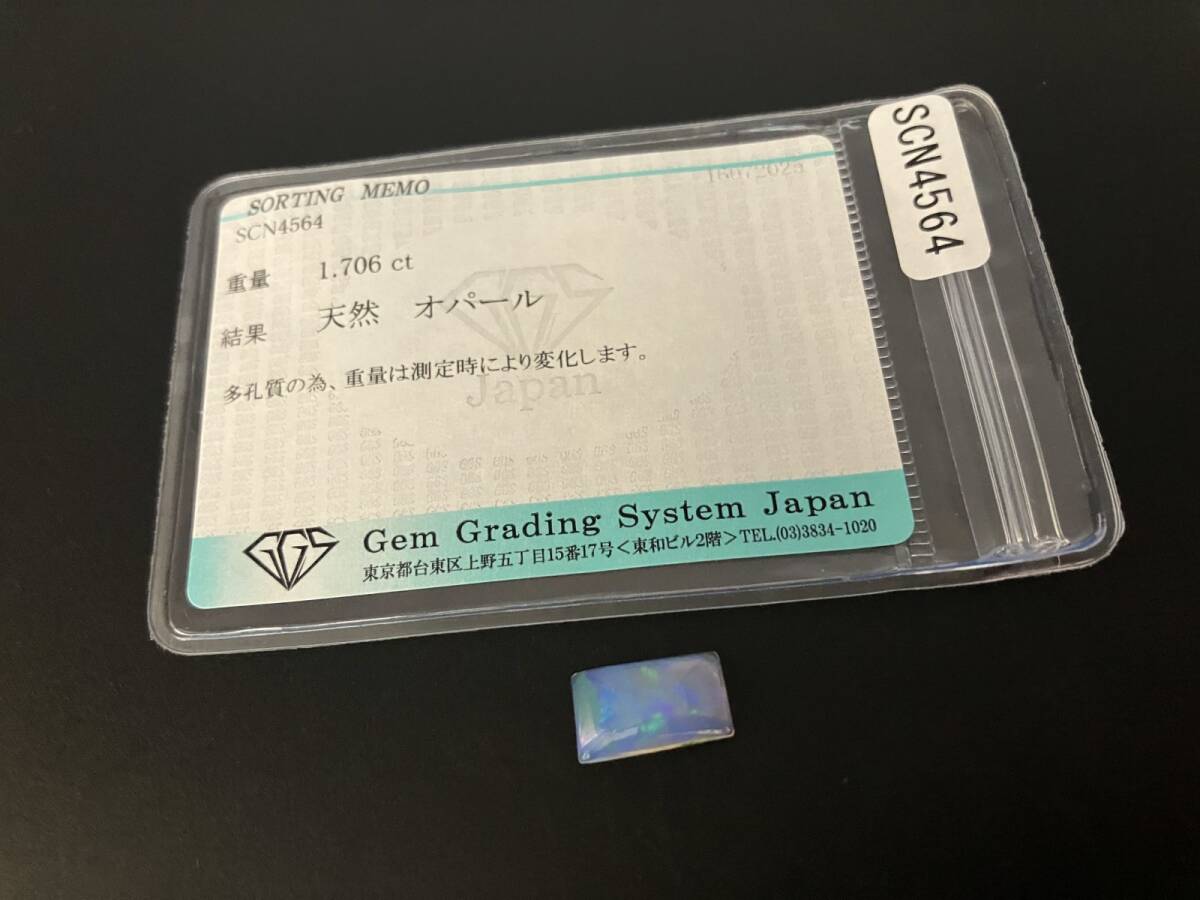 SORTING MEMO
16072025
SCN4564
重量 1.706 ct
結果 天然 オパール
多孔質の為、重量は測定時により変化します。
GGS
Japan
GGS
Gem Grading System Japan
東京都台東区上野五丁目15番17号<東和ビル2階>TEL.(03)3834-1020
SCN4564